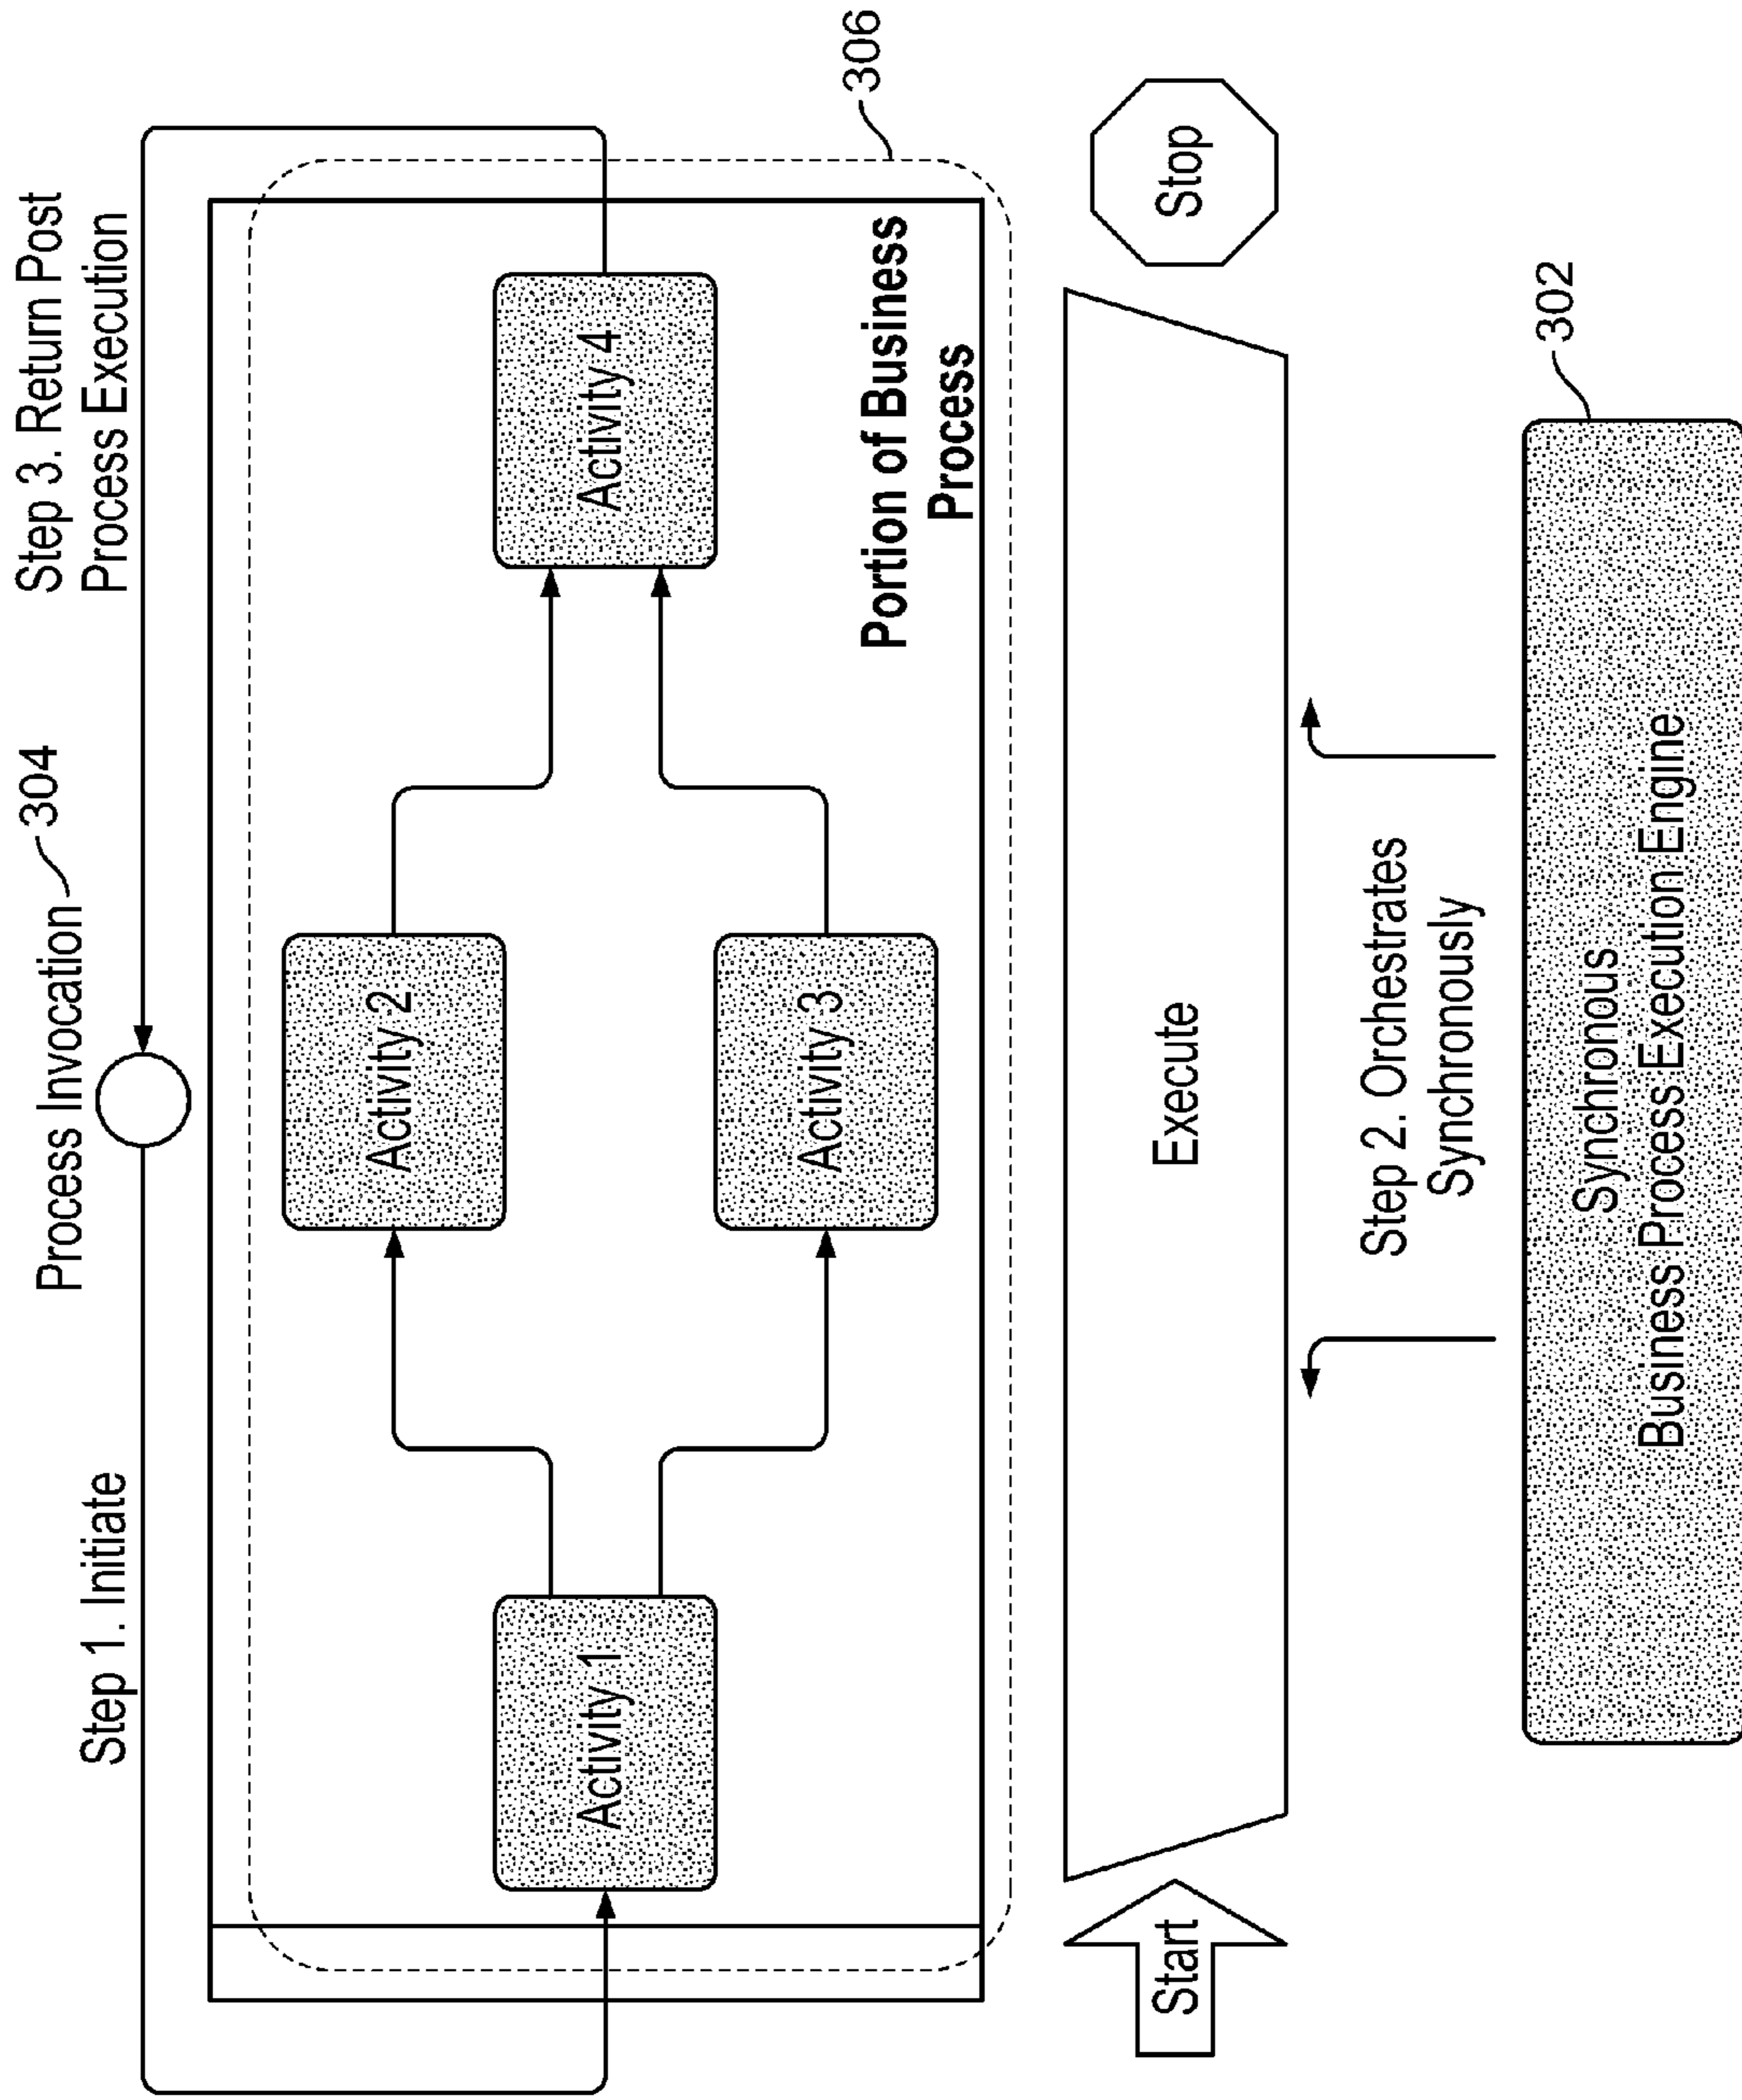 Process Invocation
304
Step 1. Initiate
Step 3. Return Post
Process Execution
Activity 1
Activity 2
Activity 3
Activity 4
Portion of Business
Process
306
Start
Execute
Stop
Step 2. Orchestrates
Synchronously
302
Synchronous
Business Process Execution Engine